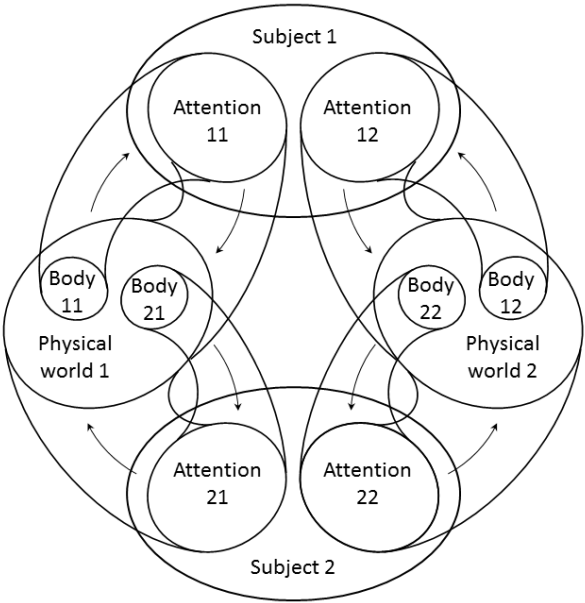 Subject 1
Attention
11
Attention
12
Body
11
Body
21
Body
22
Body
12
Physical
world 1
Physical
world 2
Attention
21
Attention
22
Subject 2